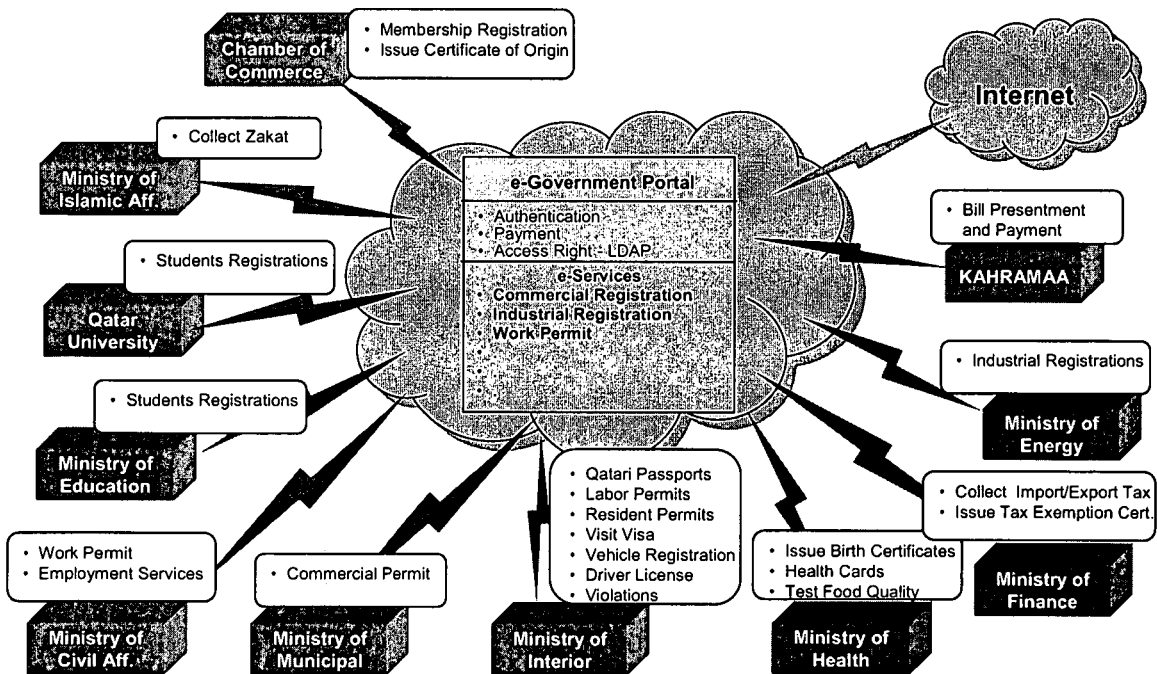 Chamber of
Commerce
• Membership Registration
• Issue Certificate of Origin
Internet
• Collect Zakat
Ministry of
Islamic Aff.
e-Government Portal
• Authentication
• Payment
• Access Right - LDAP
e-Services
• Commercial Registration
• Industrial Registration
• Work Permit
•
•
•
• Bill Presentment
and Payment
KAHRAMAA
• Students Registrations
Qatar
University
• Industrial Registrations
Ministry of
Energy
• Students Registrations
Ministry of
Education
• Collect Import/Export Tax
• Issue Tax Exemption Cert.
Ministry of
Finance
• Work Permit
• Employment Services
Ministry of
Civil Aff.
• Commercial Permit
Ministry of
Municipal
• Qatari Passports
• Labor Permits
• Resident Permits
• Visit Visa
• Vehicle Registration
• Driver License
• Violations
Ministry of
Interior
• Issue Birth Certificates
• Health Cards
• Test Food Quality
Ministry of
Health